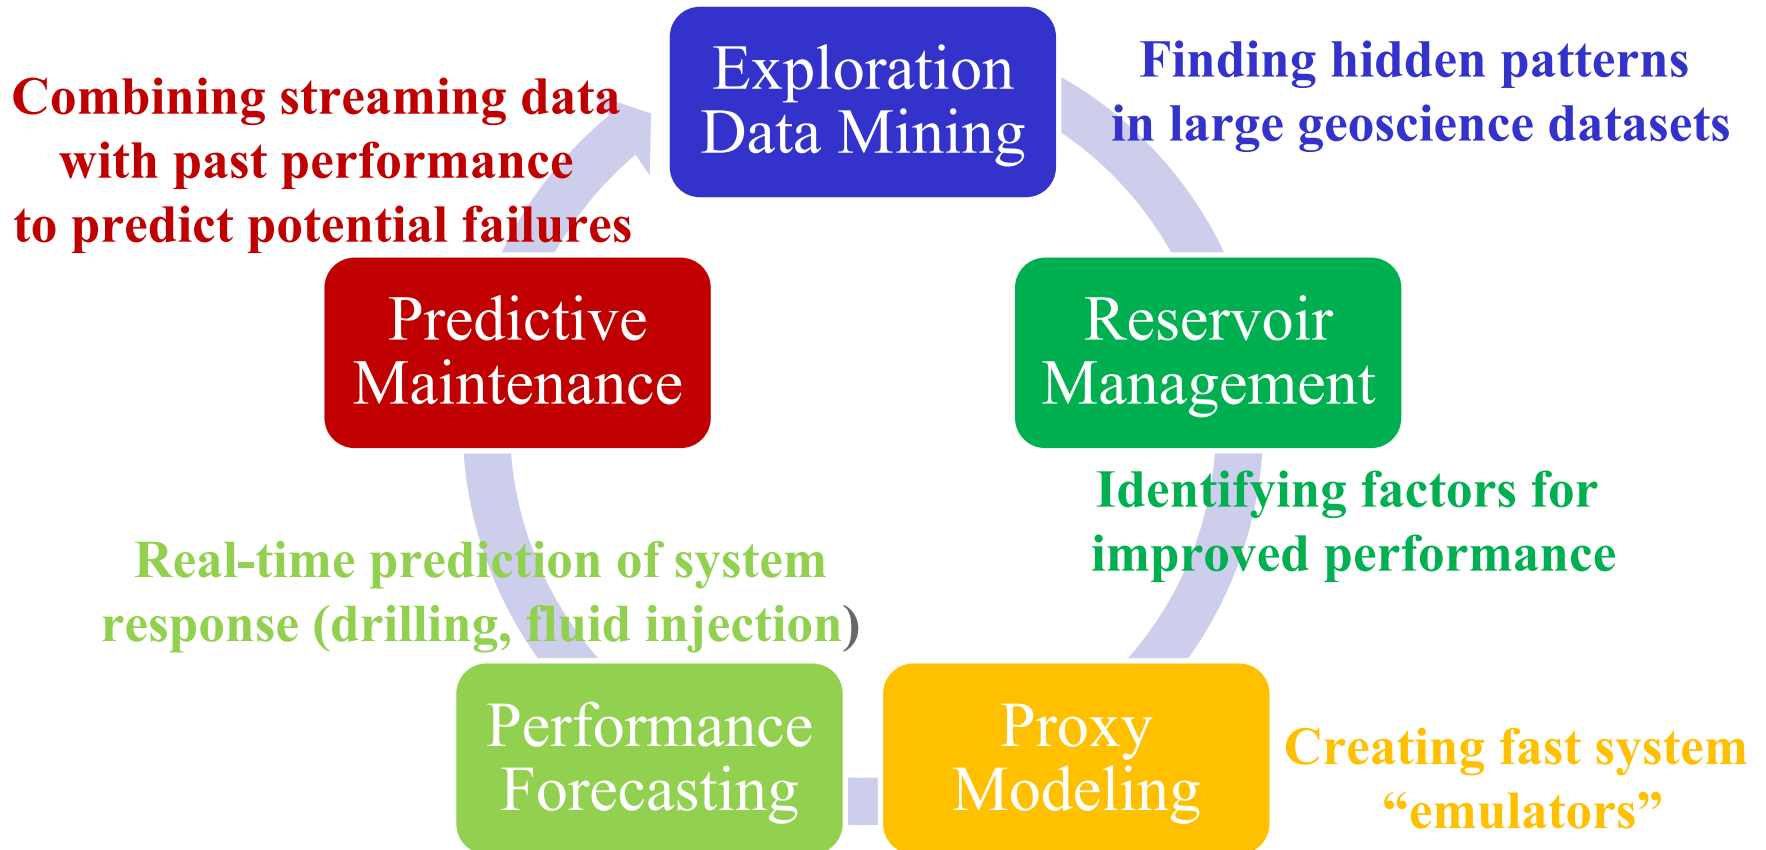 Exploration
Data Mining
Finding hidden patterns
in large geoscience datasets
Reservoir
Management
Identifying factors for
improved performance
Proxy
Modeling
Creating fast system
“emulators”
Performance
Forecasting
Real-time prediction of system
response (drilling, fluid injection)
Predictive
Maintenance
Combining streaming data
with past performance
to predict potential failures